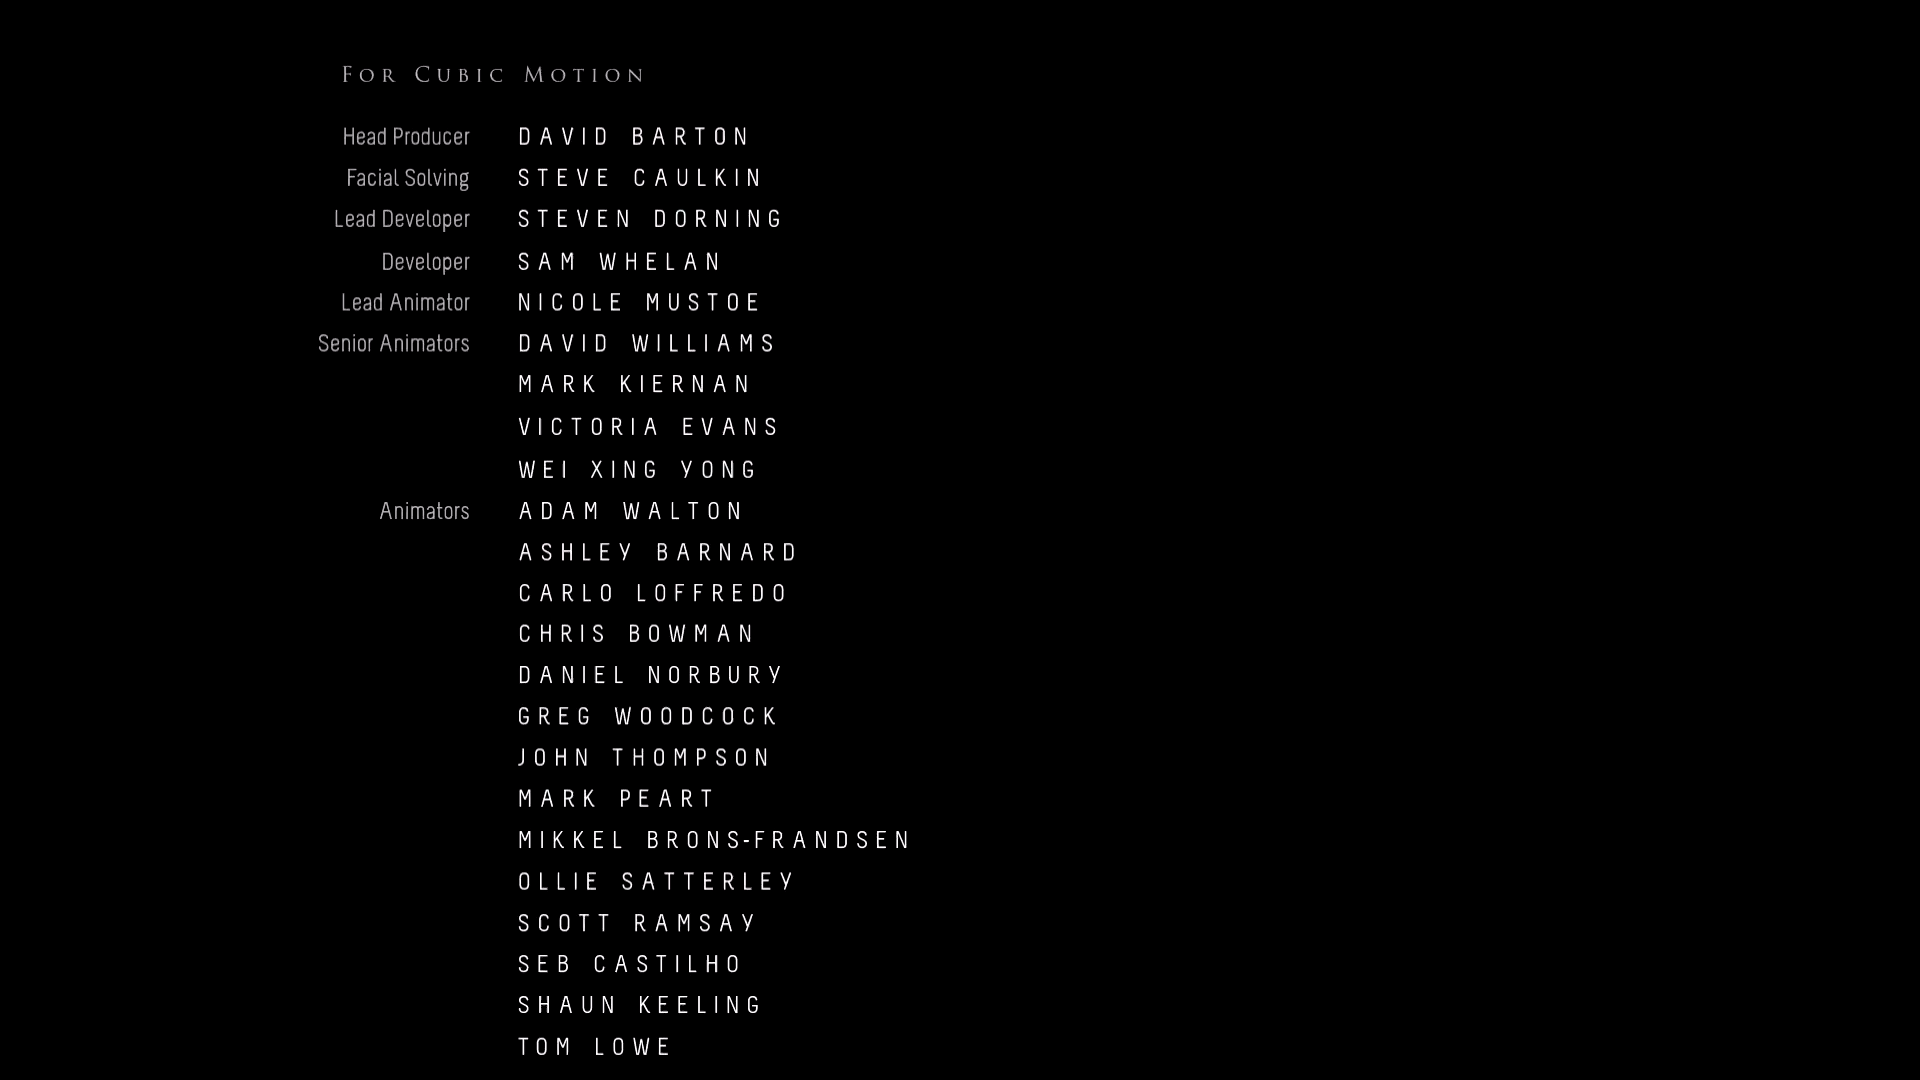 For Cubic Motion
Head Producer DAVID BARTON
Facial Solving STEVE CAULKIN
Lead Developer STEVEN DORNING
Developer SAM WHELAN
Lead Animator NICOLE MUSTOE
Senior Animators DAVID WILLIAMS
MARK KIERNAN
VICTORIA EVANS
WEI XING YONG
Animators ADAM WALTON
ASHLEY BARNARD
CARLO LOFFREDO
CHRIS BOWMAN
DANIEL NORBURY
GREG WOODCOCK
JOHN THOMPSON
MARK PEART
MIKKEL BRONS-FRANDSEN
OLLIE SATTERLEY
SCOTT RAMSAY
SEB CASTILHO
SHAUN KEELING
TOM LOWE